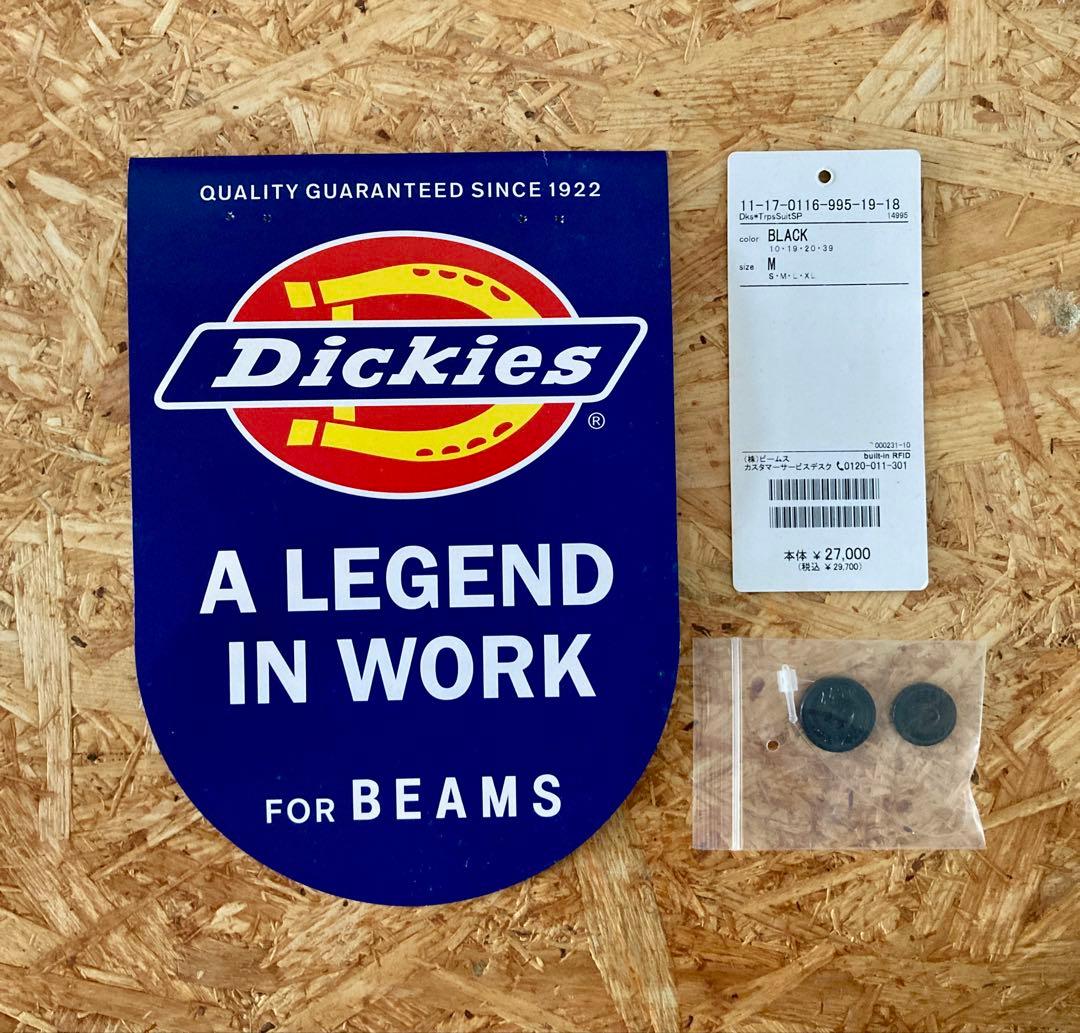 QUALITY GUARANTEED SINCE 1922
Dickies
®
A LEGEND
IN WORK
FOR BEAMS
11-17-0116-995-19-18
Dks*TrpsSuitSP 14995
color BLACK
10・19・20・39
size M
S・M・L・XL
000231-10
built-in RFID
(株)ビームス
カスタマーサービスデスク 0120-011-301
本体 ¥ 27,000
(税込 ¥ 29,700)